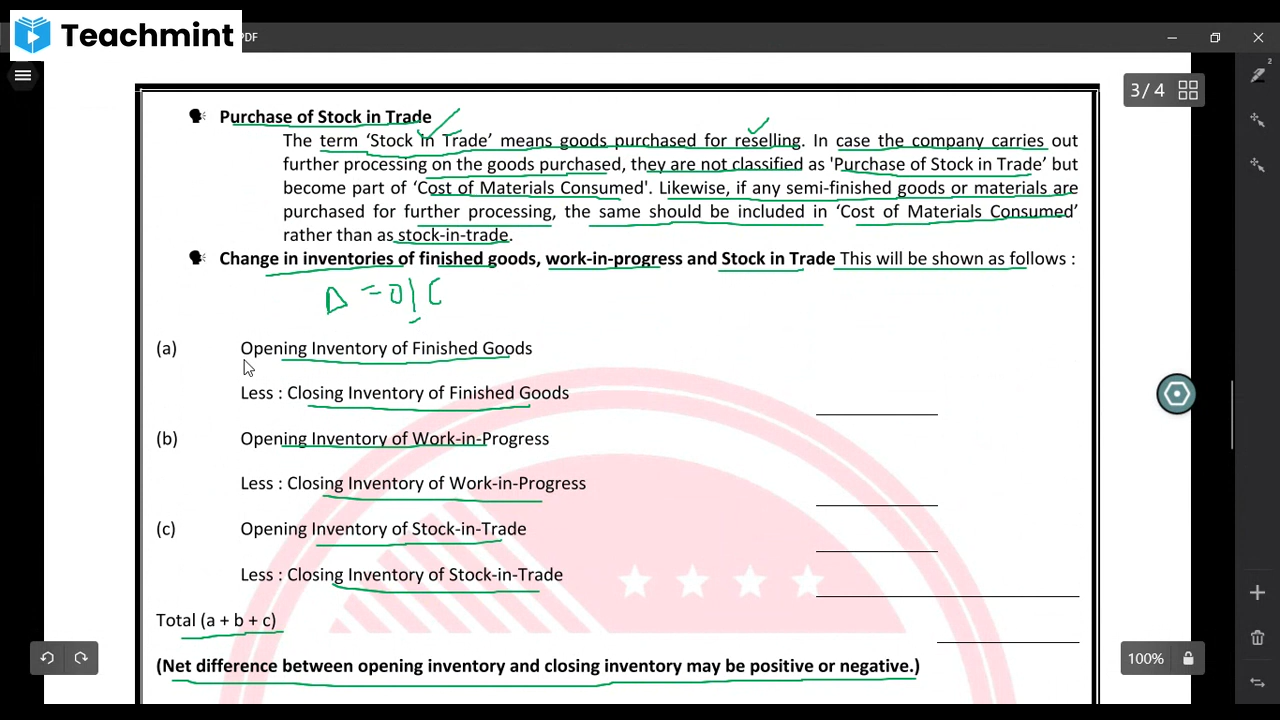 Teachmint
PDF
3 / 4
Purchase of Stock in Trade
The term ‘Stock in Trade’ means goods purchased for reselling. In case the company carries out
further processing on the goods purchased, they are not classified as 'Purchase of Stock in Trade’ but
become part of ‘Cost of Materials Consumed'. Likewise, if any semi-finished goods or materials are
purchased for further processing, the same should be included in ‘Cost of Materials Consumed’
rather than as stock-in-trade.
Change in inventories of finished goods, work-in-progress and Stock in Trade This will be shown as follows :
(a) Opening Inventory of Finished Goods
Less : Closing Inventory of Finished Goods
(b) Opening Inventory of Work-in-Progress
Less : Closing Inventory of Work-in-Progress
(c) Opening Inventory of Stock-in-Trade
Less : Closing Inventory of Stock-in-Trade
Total (a + b + c)
(Net difference between opening inventory and closing inventory may be positive or negative.)
100%
2